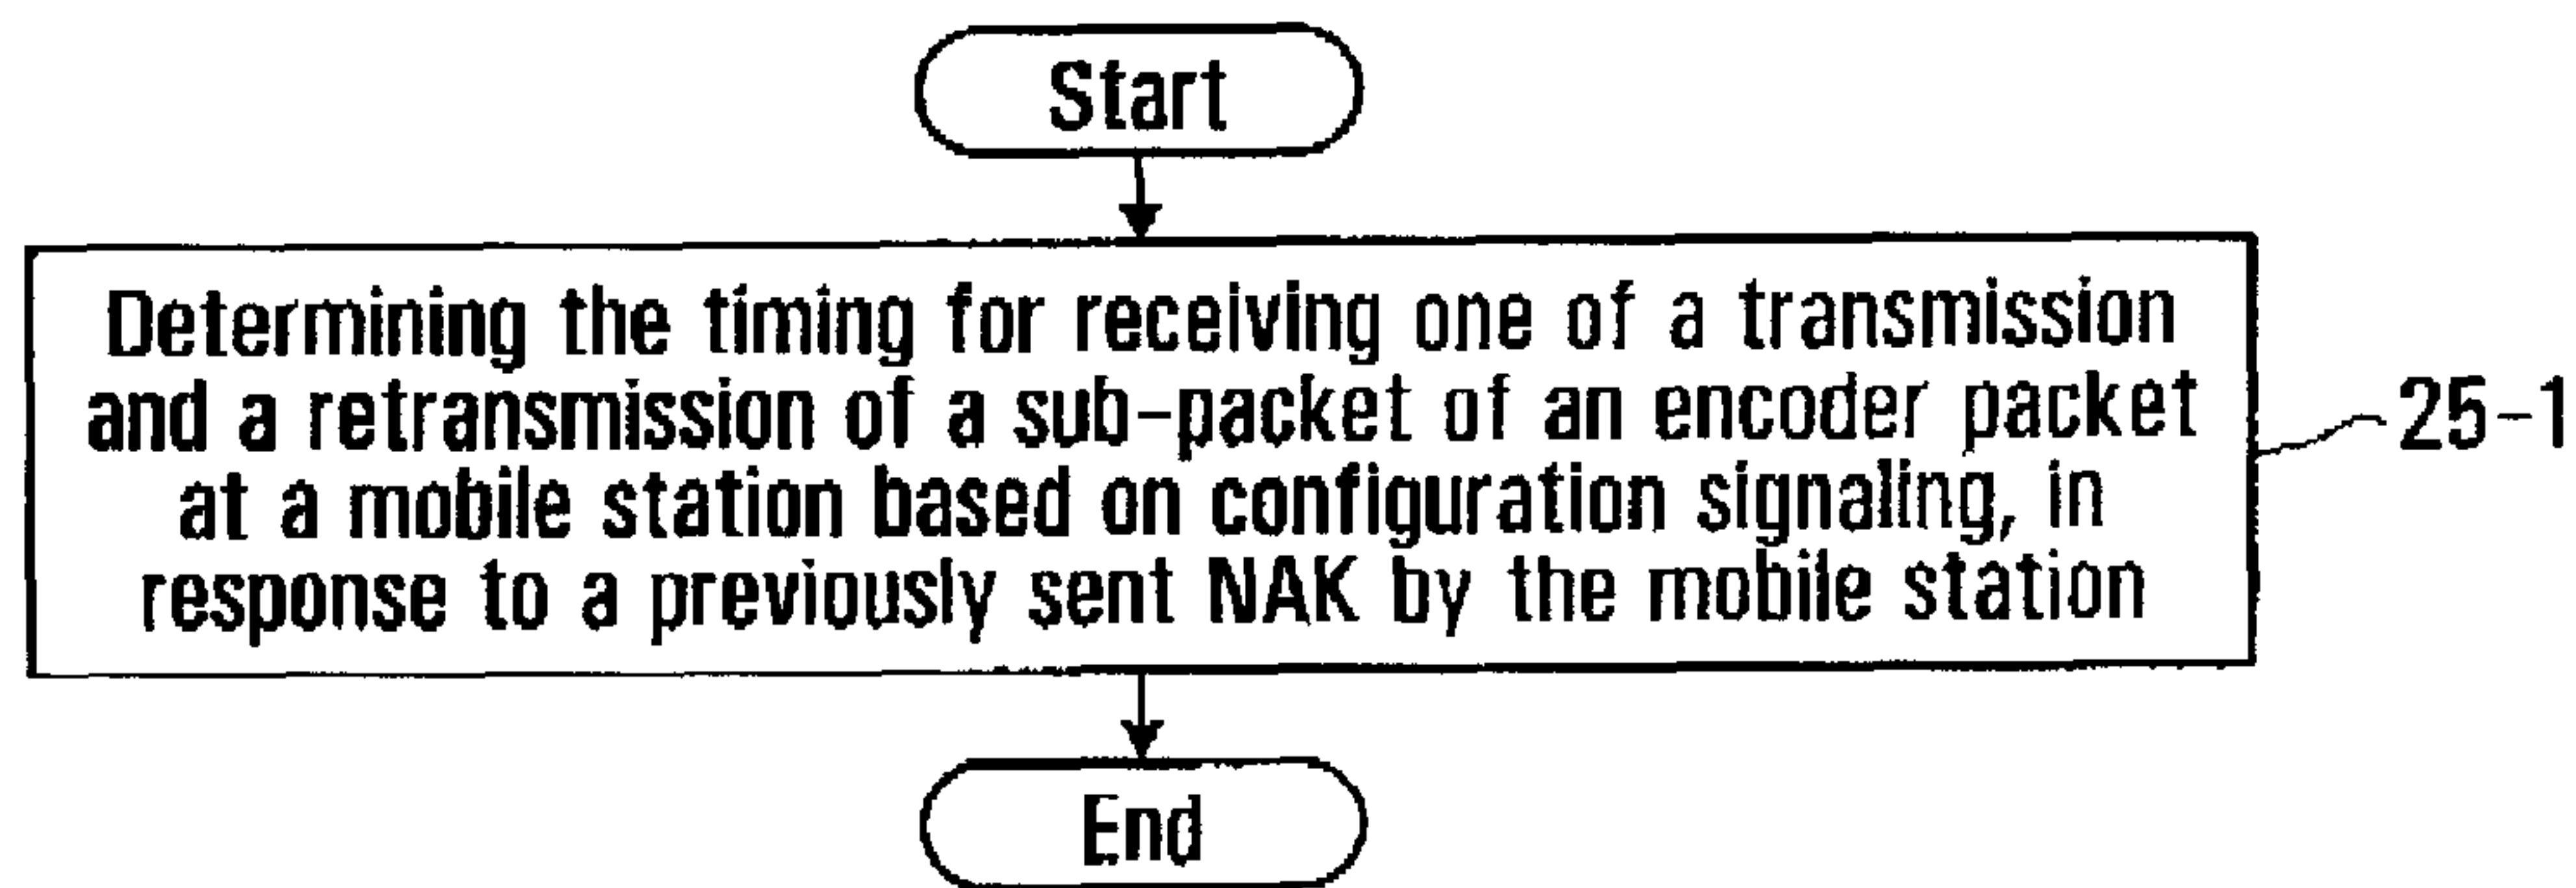 Start
Determining the timing for receiving one of a transmission
and a retransmission of a sub-packet of an encoder packet
at a mobile station based on configuration signaling, in
response to a previously sent NAK by the mobile station
25-1
End